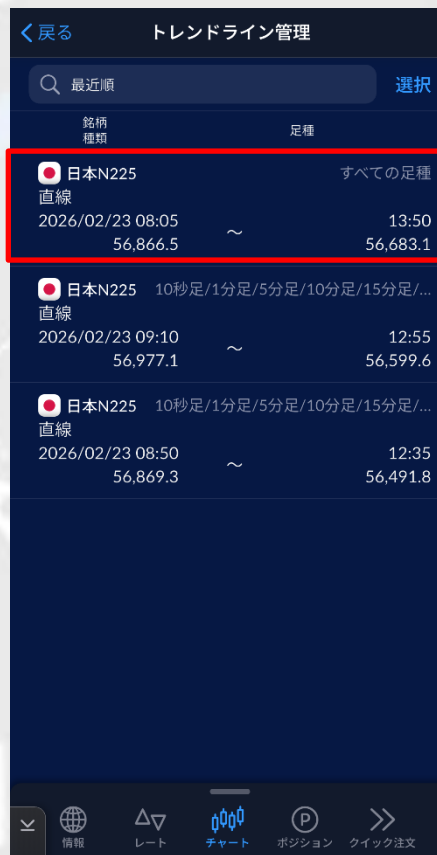 戻る トレンドライン管理
最近順 選択
銘柄 足種
種類
日本N225 すべての足種
直線
2026/02/23 08:05 ～ 13:50
56,866.5 56,683.1
日本N225 10秒足/1分足/5分足/10分足/15分足/...
直線
2026/02/23 09:10 ～ 12:55
56,977.1 56,599.6
日本N225 10秒足/1分足/5分足/10分足/15分足/...
直線
2026/02/23 08:50 ～ 12:35
56,869.3 56,491.8
情報 レート チャート ポジション クイック注文